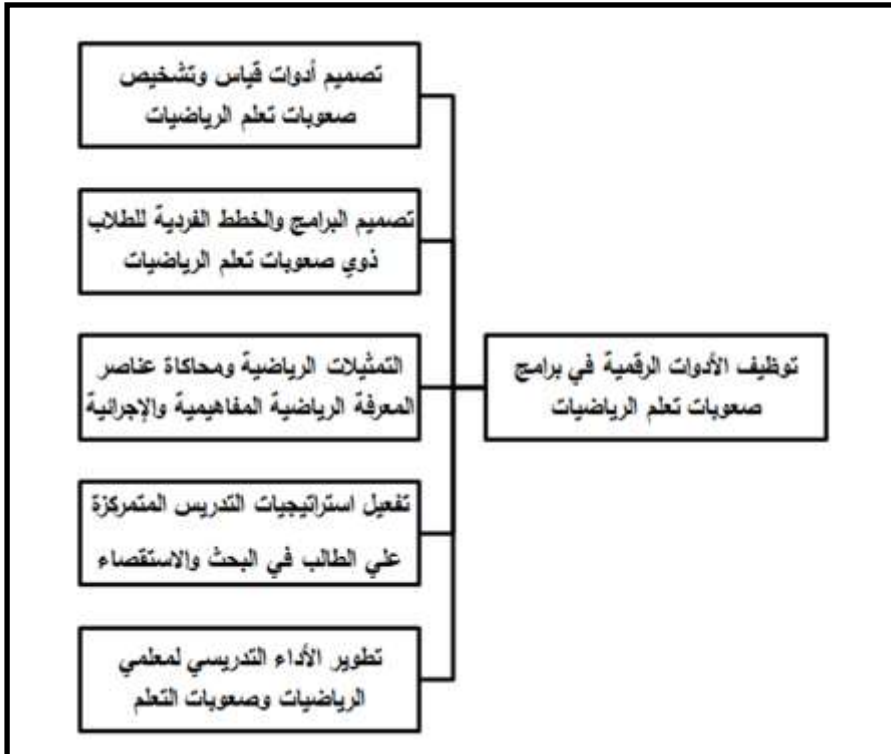 توظيف الأدوات الرقمية في برامج
صعوبات تعلم الرياضيات
تصميم أدوات قياس وتشخيص
صعوبات تعلم الرياضيات
تصميم البرامج والخطط الفردية للطلاب
ذوي صعوبات تعلم الرياضيات
التمثيلات الرياضية ومحاكاة عناصر
المعرفة الرياضية المفاهيمية والإجرائية
تفعيل استراتيجيات التدريس المتمركزة
علي الطالب في البحث والاستقصاء
تطوير الأداء التدريسي لمعلمي
الرياضيات وصعوبات التعلم